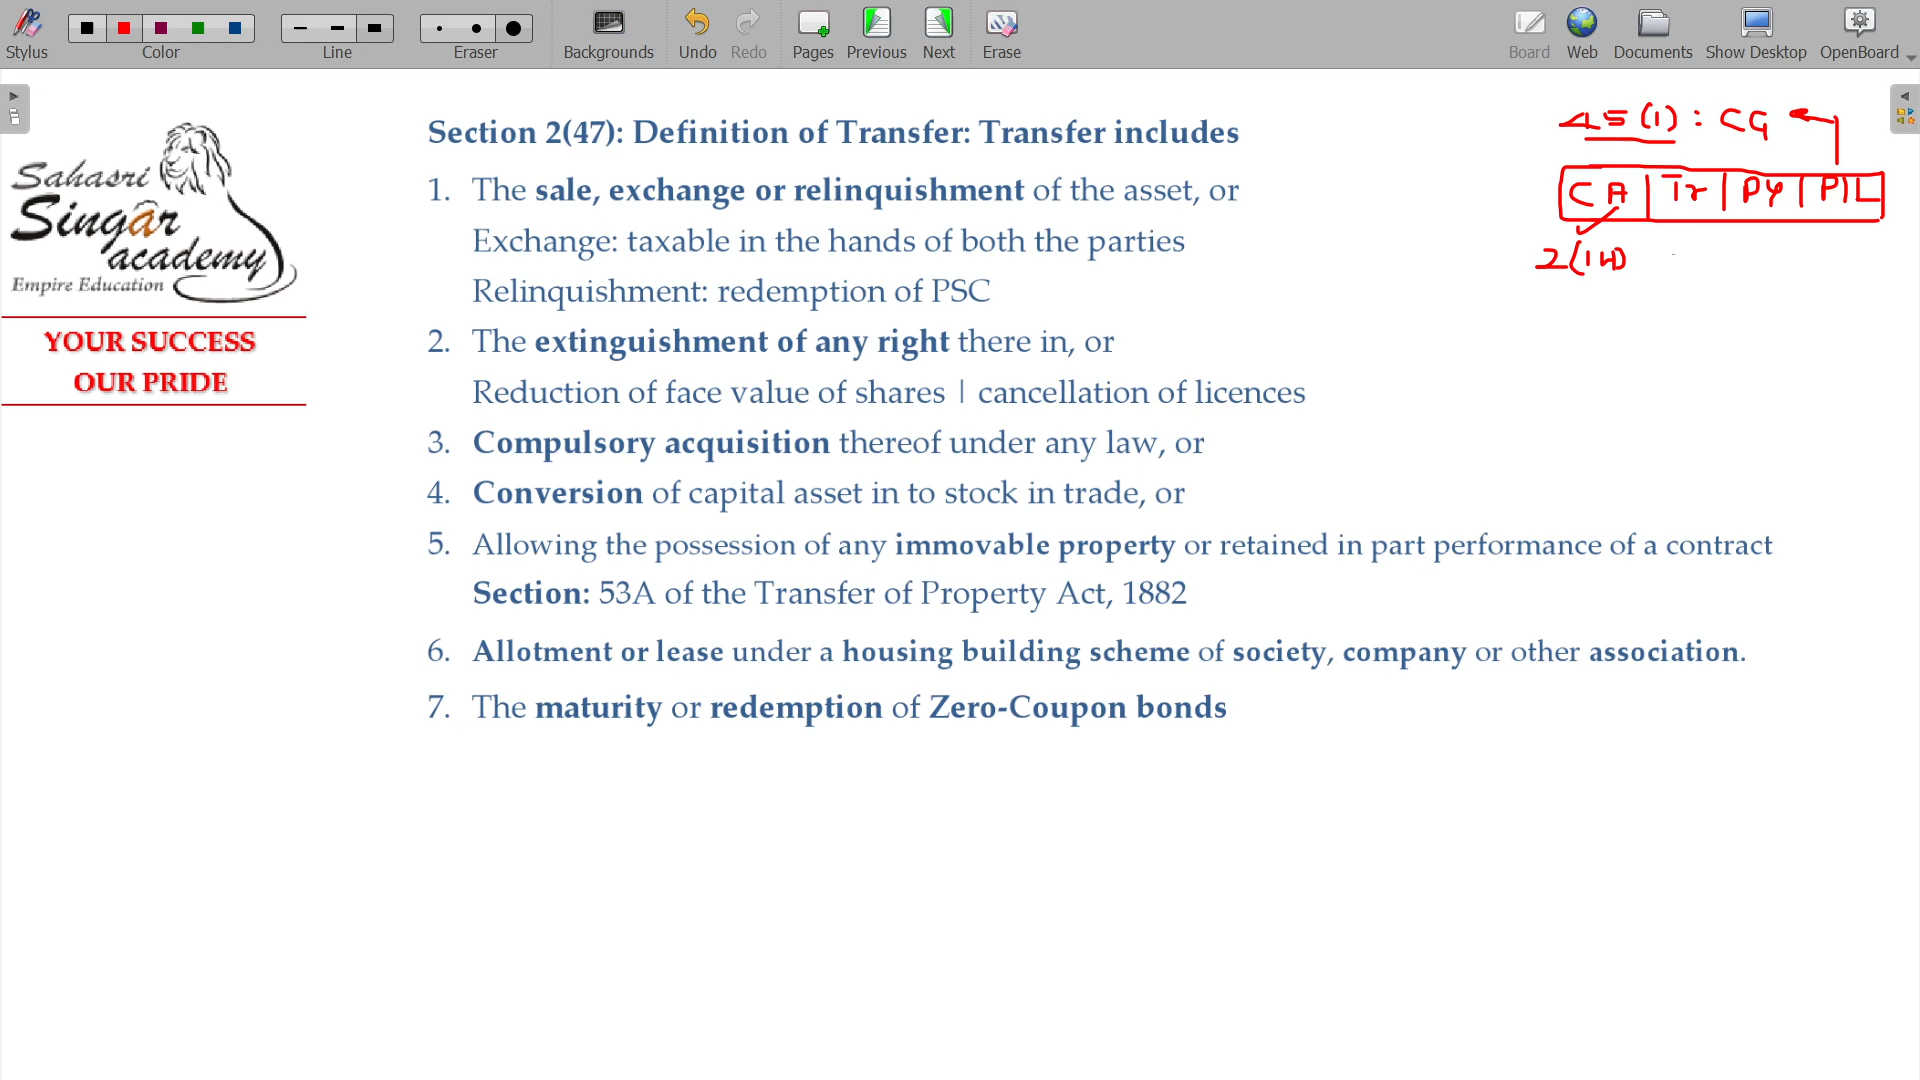 Stylus
Color
Line
Eraser
Backgrounds
Undo
Redo
Pages
Previous
Next
Erase
Board
Web
Documents
Show Desktop
OpenBoard
Sahasri
Singar
academy
Empire Education
YOUR SUCCESS
OUR PRIDE
Section 2(47): Definition of Transfer: Transfer includes
1. The sale, exchange or relinquishment of the asset, or
Exchange: taxable in the hands of both the parties
Relinquishment: redemption of PSC
2. The extinguishment of any right there in, or
Reduction of face value of shares | cancellation of licences
3. Compulsory acquisition thereof under any law, or
4. Conversion of capital asset in to stock in trade, or
5. Allowing the possession of any immovable property or retained in part performance of a contract
Section: 53A of the Transfer of Property Act, 1882
6. Allotment or lease under a housing building scheme of society, company or other association.
7. The maturity or redemption of Zero-Coupon bonds
45(1): CG
CA | Tr | PY | P/L
2(14)